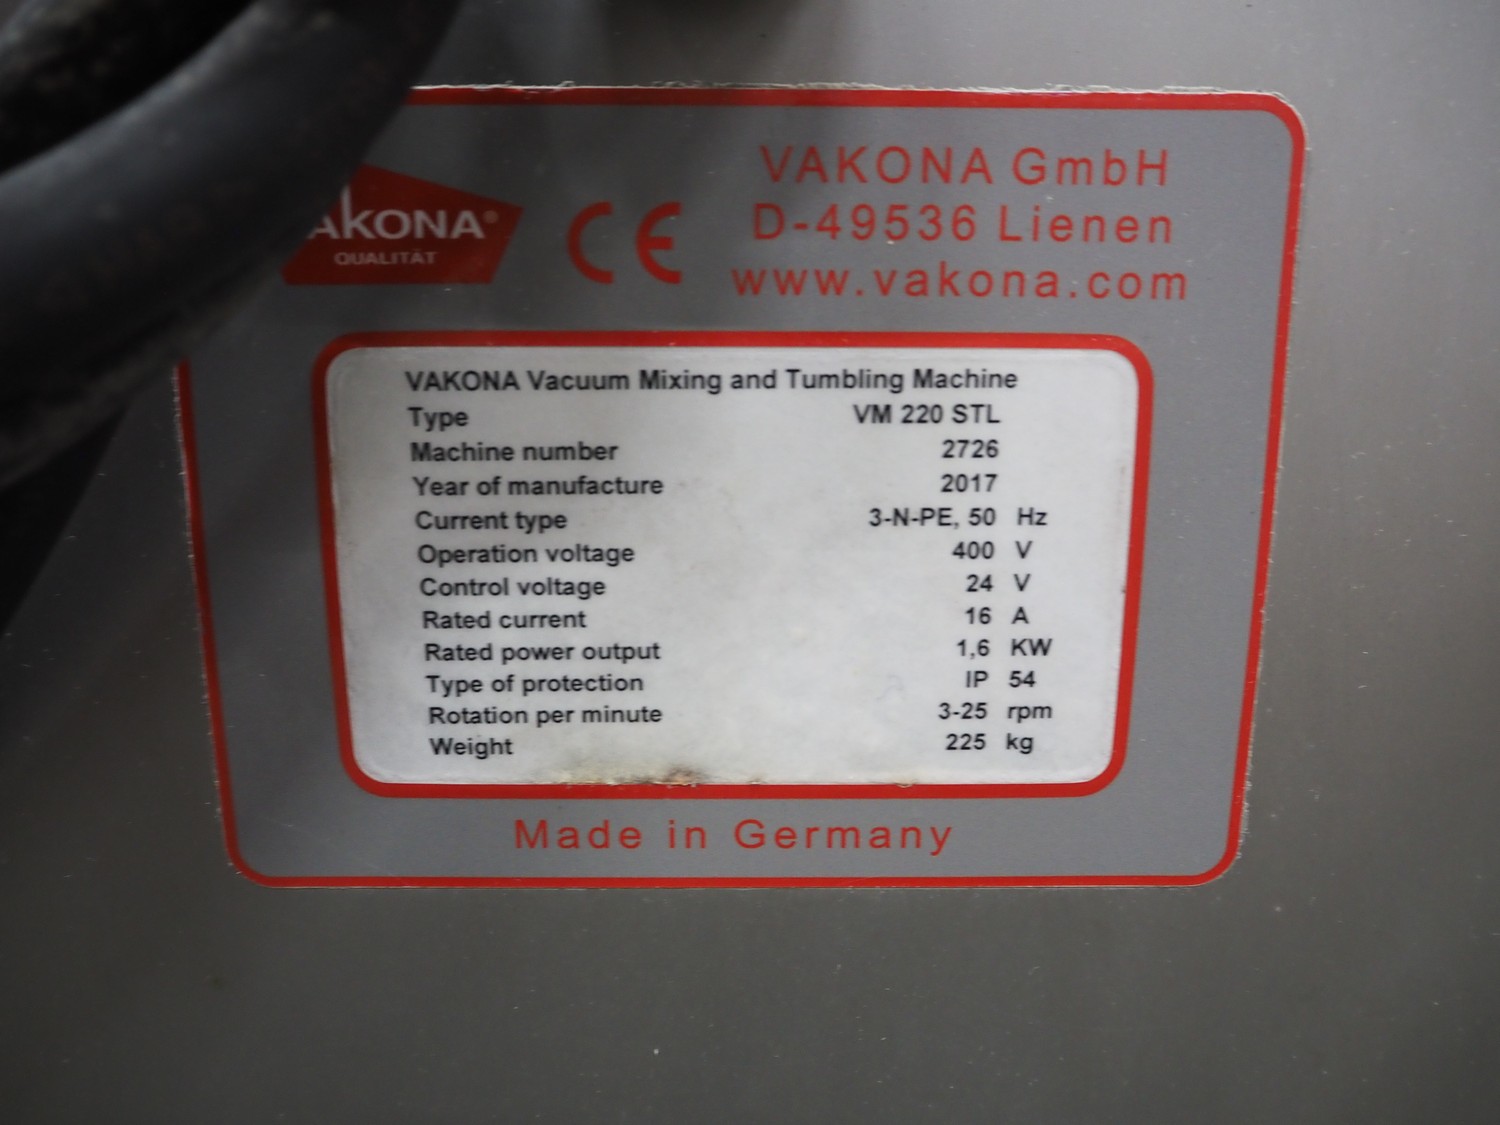 VAKONA GmbH
D-49536 Lienen
www.vakona.com
VAKONA®
QUALITÄT
CE
VAKONA Vacuum Mixing and Tumbling Machine
Type VM 220 STL
Machine number 2726
Year of manufacture 2017
Current type 3-N-PE, 50 Hz
Operation voltage 400 V
Control voltage 24 V
Rated current 16 A
Rated power output 1,6 KW
Type of protection IP 54
Rotation per minute 3-25 rpm
Weight 225 kg
Made in Germany